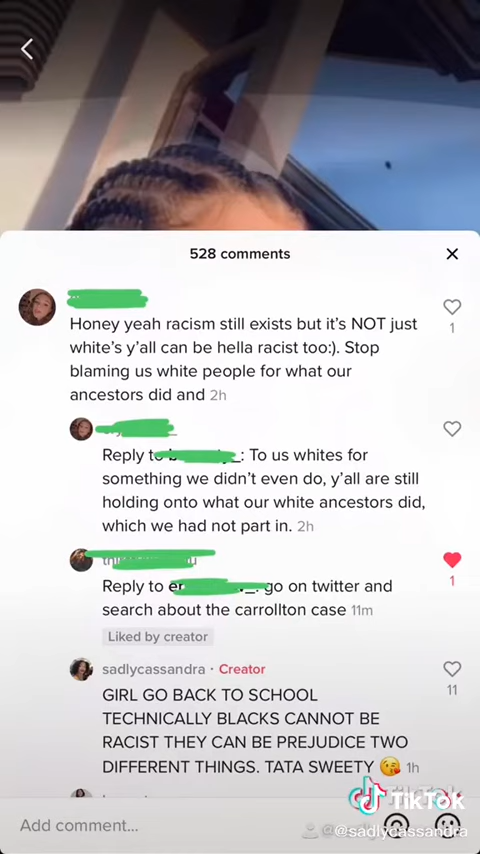 528 comments
Honey yeah racism still exists but it's NOT just
white's y'all can be hella racist too:). Stop
blaming us white people for what our
ancestors did and 2h
1
Reply to : To us whites for
something we didn't even do, y'all are still
holding onto what our white ancestors did,
which we had not part in. 2h
Reply to go on twitter and
search about the carrollton case 11m
1
Liked by creator
sadlycassandra · Creator
GIRL GO BACK TO SCHOOL
TECHNICALLY BLACKS CANNOT BE
RACIST THEY CAN BE PREJUDICE TWO
DIFFERENT THINGS. TATA SWEETY 😘 1h
11
TikTok
Add comment...
@sadlycassandra